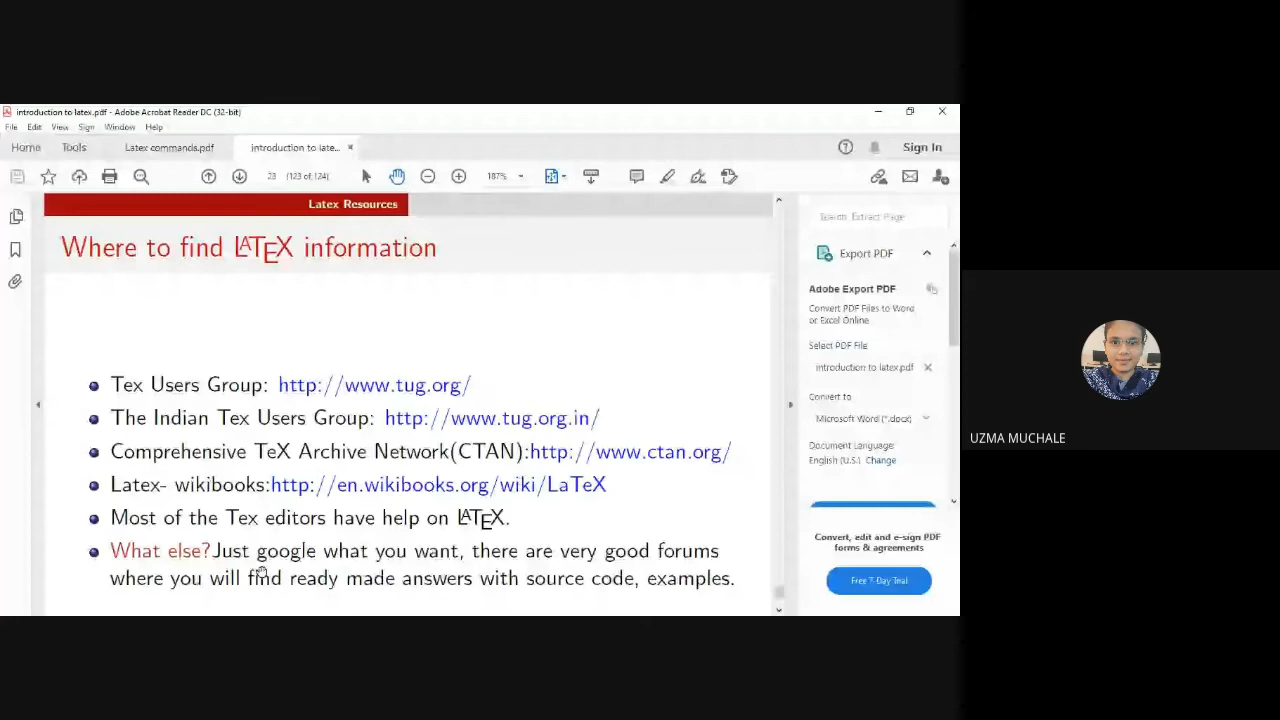 introduction to latex.pdf - Adobe Acrobat Reader DC (32-bit)
File Edit View Sign Window Help
Home Tools Latex commands.pdf introduction to late... × Sign In
23 (123 of 124) 187%
Latex Resources
Where to find LATEX information
Tex Users Group: http://www.tug.org/
The Indian Tex Users Group: http://www.tug.org.in/
Comprehensive TeX Archive Network(CTAN):http://www.ctan.org/
Latex- wikibooks:http://en.wikibooks.org/wiki/LaTeX
Most of the Tex editors have help on LATEX.
What else?Just google what you want, there are very good forums
where you will find ready made answers with source code, examples.
Search 'Extract Page'
Export PDF
Adobe Export PDF
Convert PDF Files to Word
or Excel Online
Select PDF File
introduction to latex.pdf ×
Convert to
Microsoft Word (*.docx)
Document Language:
English (U.S.) Change
Convert, edit and e-sign PDF
forms & agreements
Free 7-Day Trial
UZMA MUCHALE